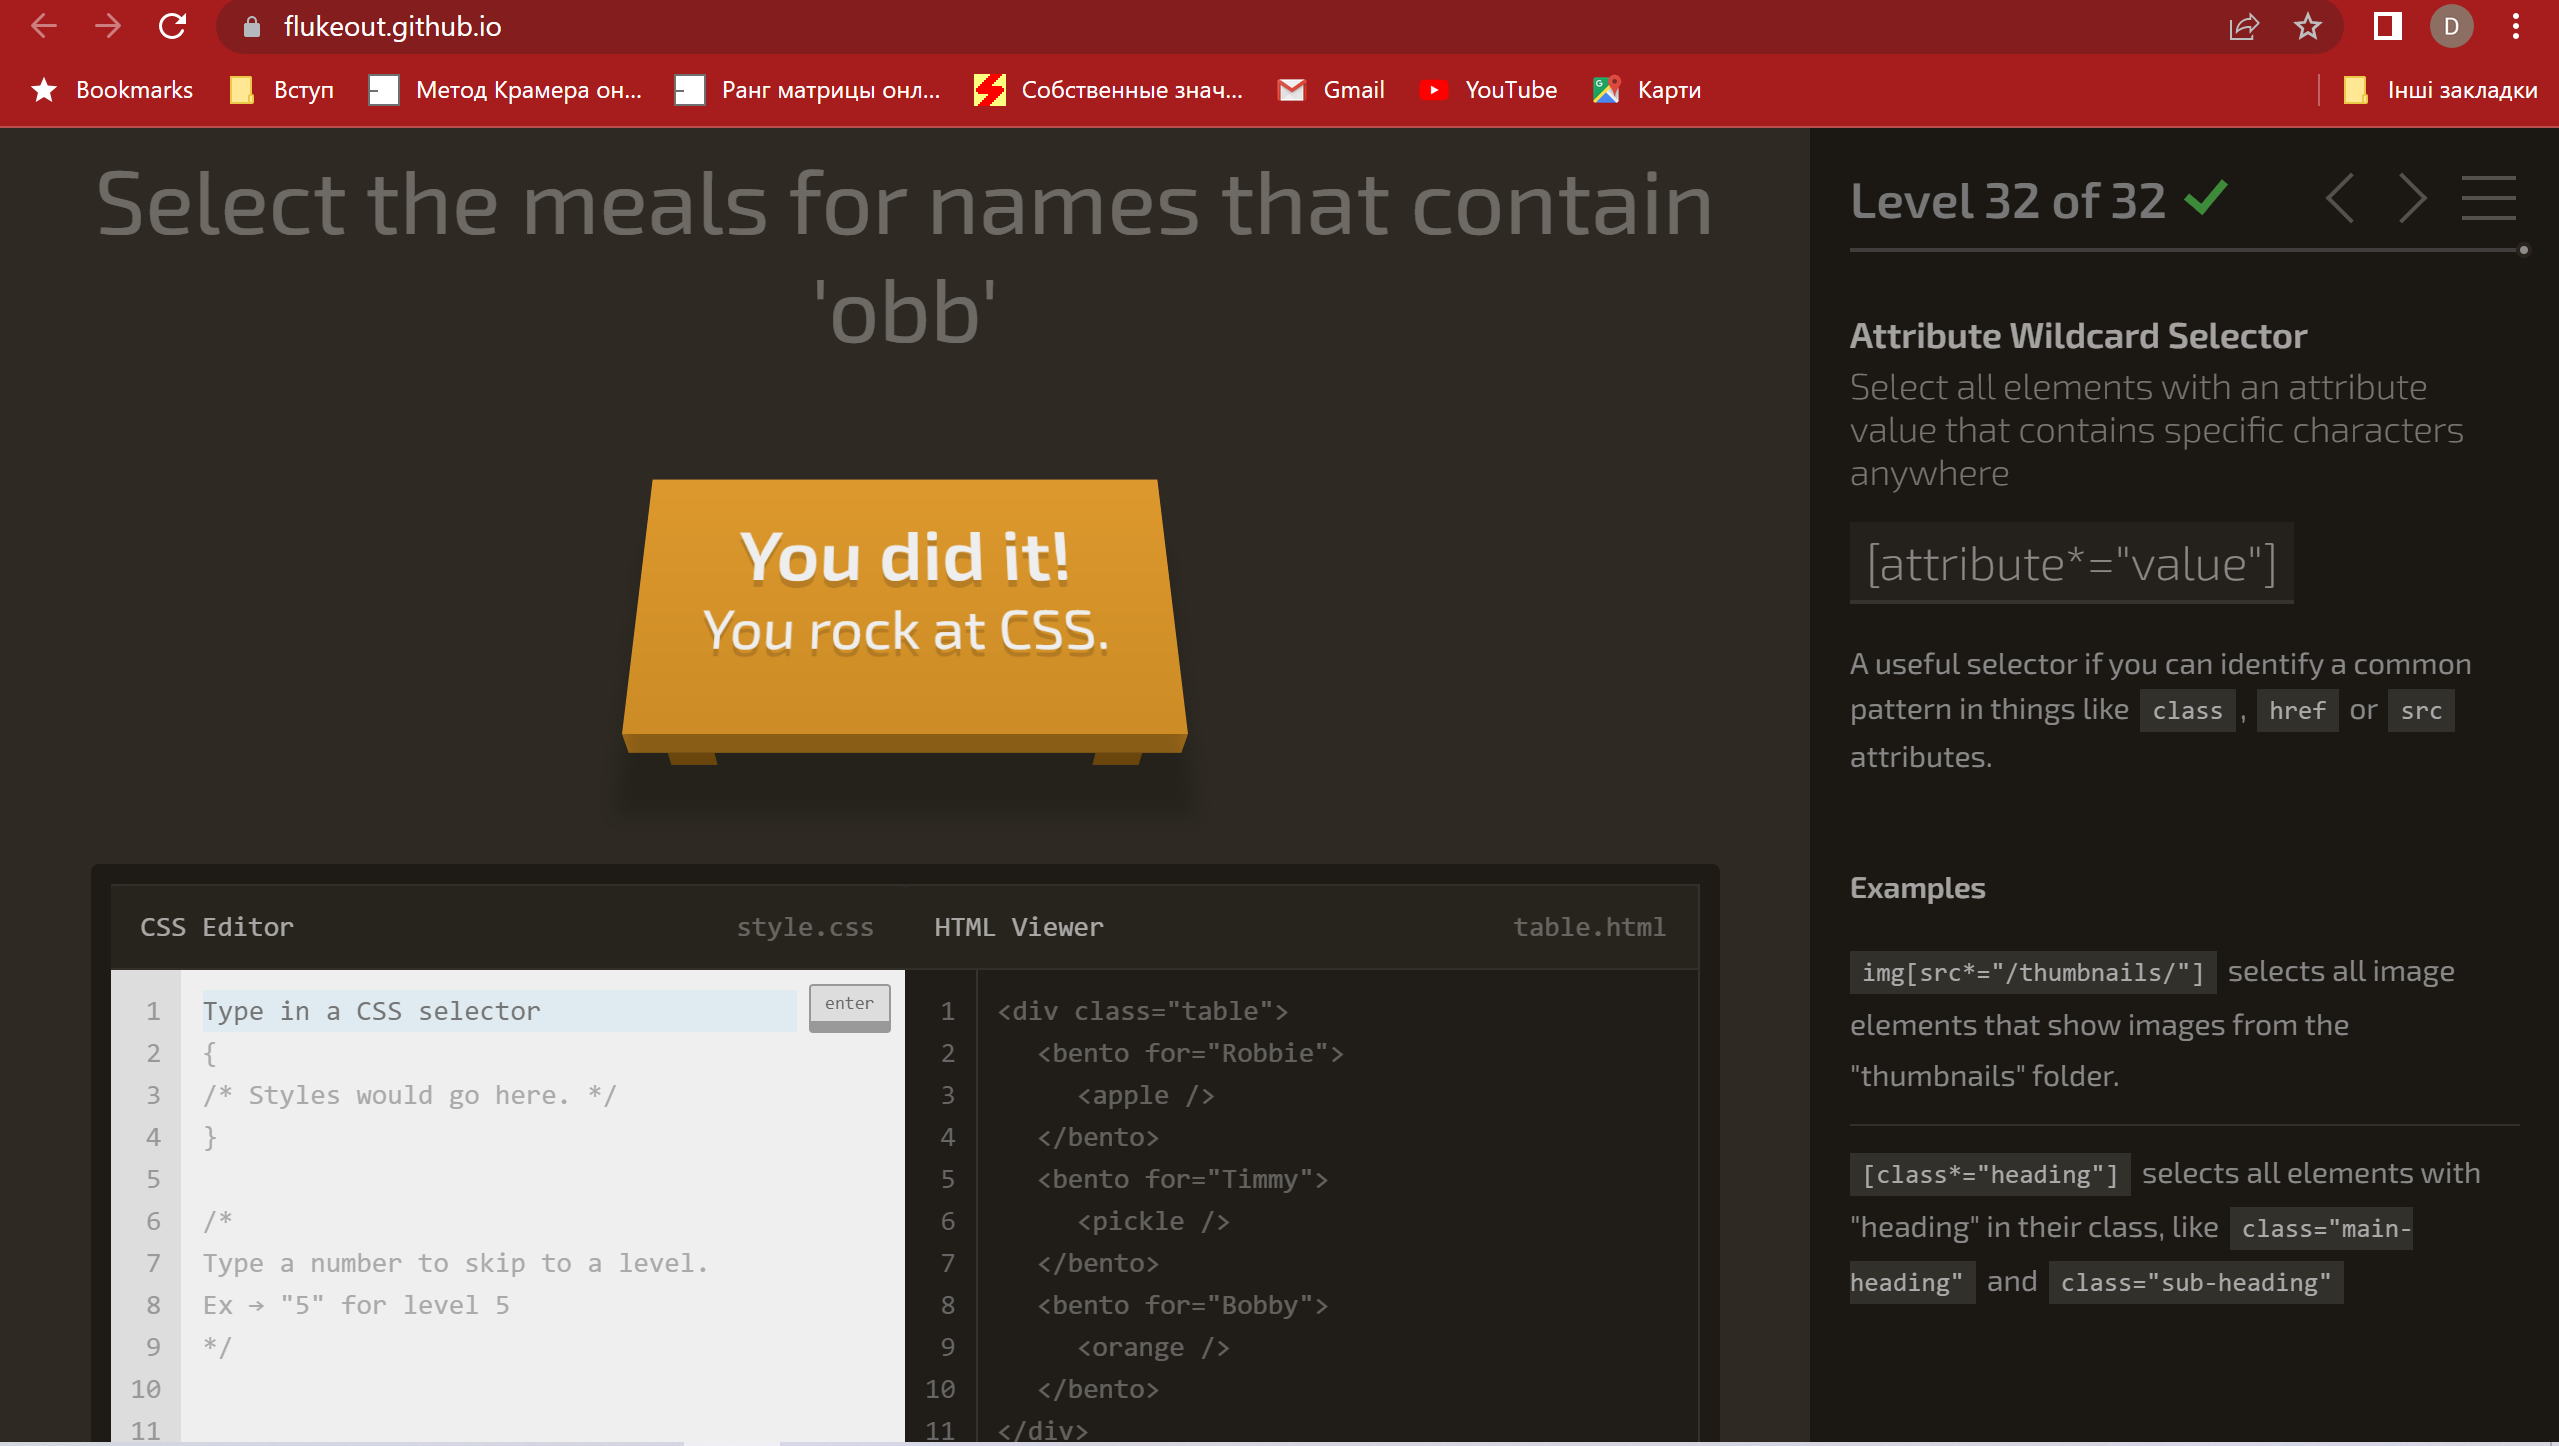 flukeout.github.io
D
Bookmarks
Вступ
Метод Крамера он...
Ранг матрицы онл...
Собственные знач...
Gmail
YouTube
Карти
Інші закладки
Select the meals for names that contain
'obb'
You did it!
You rock at CSS.
CSS Editor
style.css
HTML Viewer
table.html
1
Type in a CSS selector
enter
2
{
3
/* Styles would go here. */
4
}
5
6
/*
7
Type a number to skip to a level.
8
Ex → "5" for level 5
9
*/
10
11
1
<div class="table">
2
<bento for="Robbie">
3
<apple />
4
</bento>
5
<bento for="Timmy">
6
<pickle />
7
</bento>
8
<bento for="Bobby">
9
<orange />
10
</bento>
11
</div>
Level 32 of 32
Attribute Wildcard Selector
Select all elements with an attribute
value that contains specific characters
anywhere
[attribute*="value"]
A useful selector if you can identify a common
pattern in things like class , href or src
attributes.
Examples
img[src*="/thumbnails/"] selects all image
elements that show images from the
"thumbnails" folder.
[class*="heading"] selects all elements with
"heading" in their class, like class="main-
heading" and class="sub-heading"